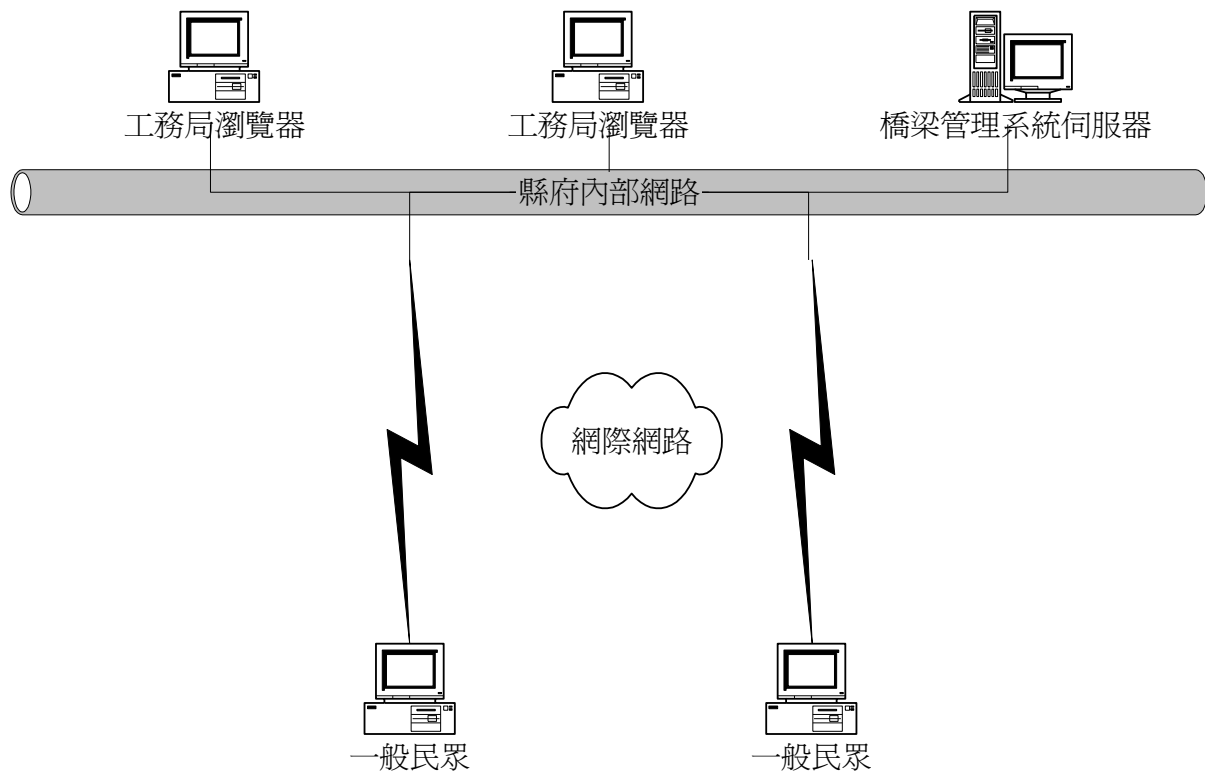 工務局瀏覽器
工務局瀏覽器
橋梁管理系統伺服器
縣府內部網路
網際網路
一般民眾
一般民眾